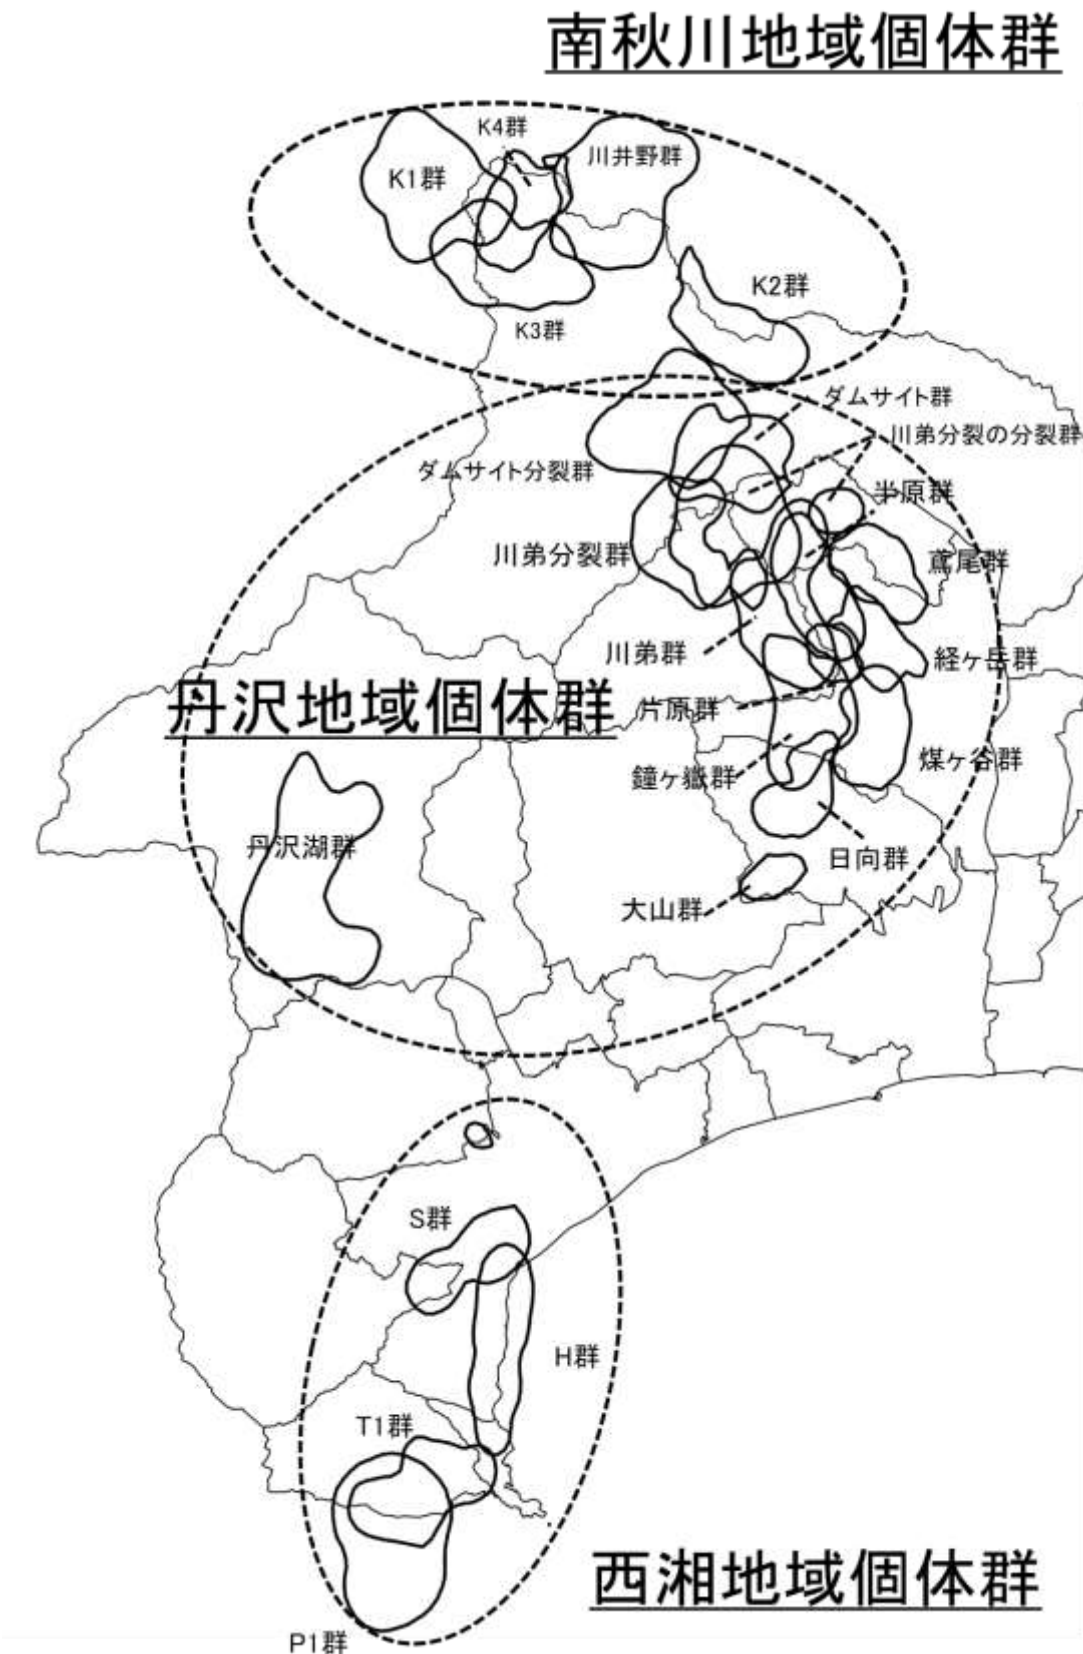 南秋川地域個体群
K4群
川井野群
K1群
K2群
K3群
ダムサイト群
川弟分裂の分裂群
ダムサイト分裂群
半原群
川弟分裂群
鳶尾群
川弟群
経ヶ岳群
丹沢地域個体群
片原群
煤ヶ谷群
鐘ヶ嶽群
丹沢湖群
日向群
大山群
S群
H群
T1群
西湘地域個体群
P1群